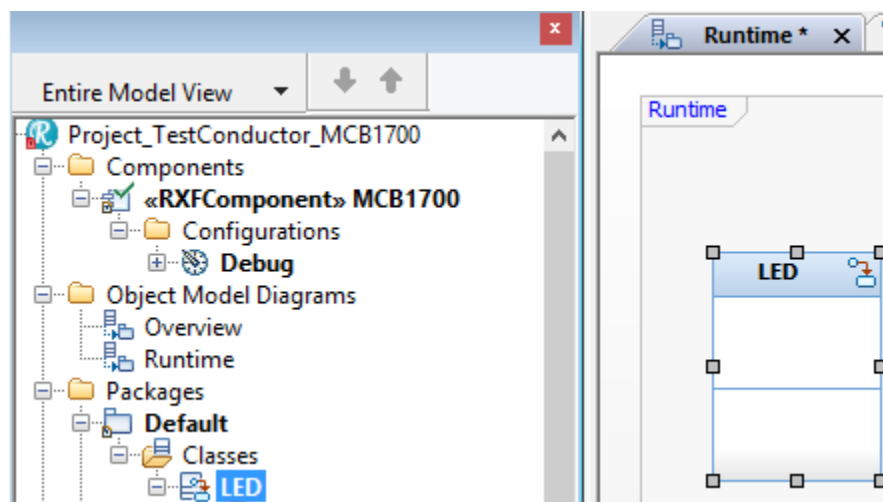 Runtime *
Entire Model View
Runtime
Project_TestConductor_MCB1700
Components
«RXFComponent» MCB1700
Configurations
Debug
LED
Object Model Diagrams
Overview
Runtime
Packages
Default
Classes
LED